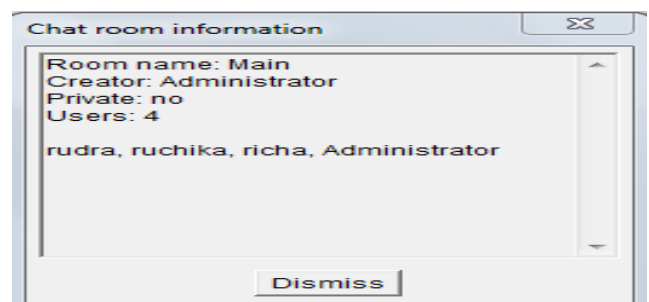 Chat room information
Room name: Main
Creator: Administrator
Private: no
Users: 4
rudra, ruchika, richa, Administrator
Dismiss